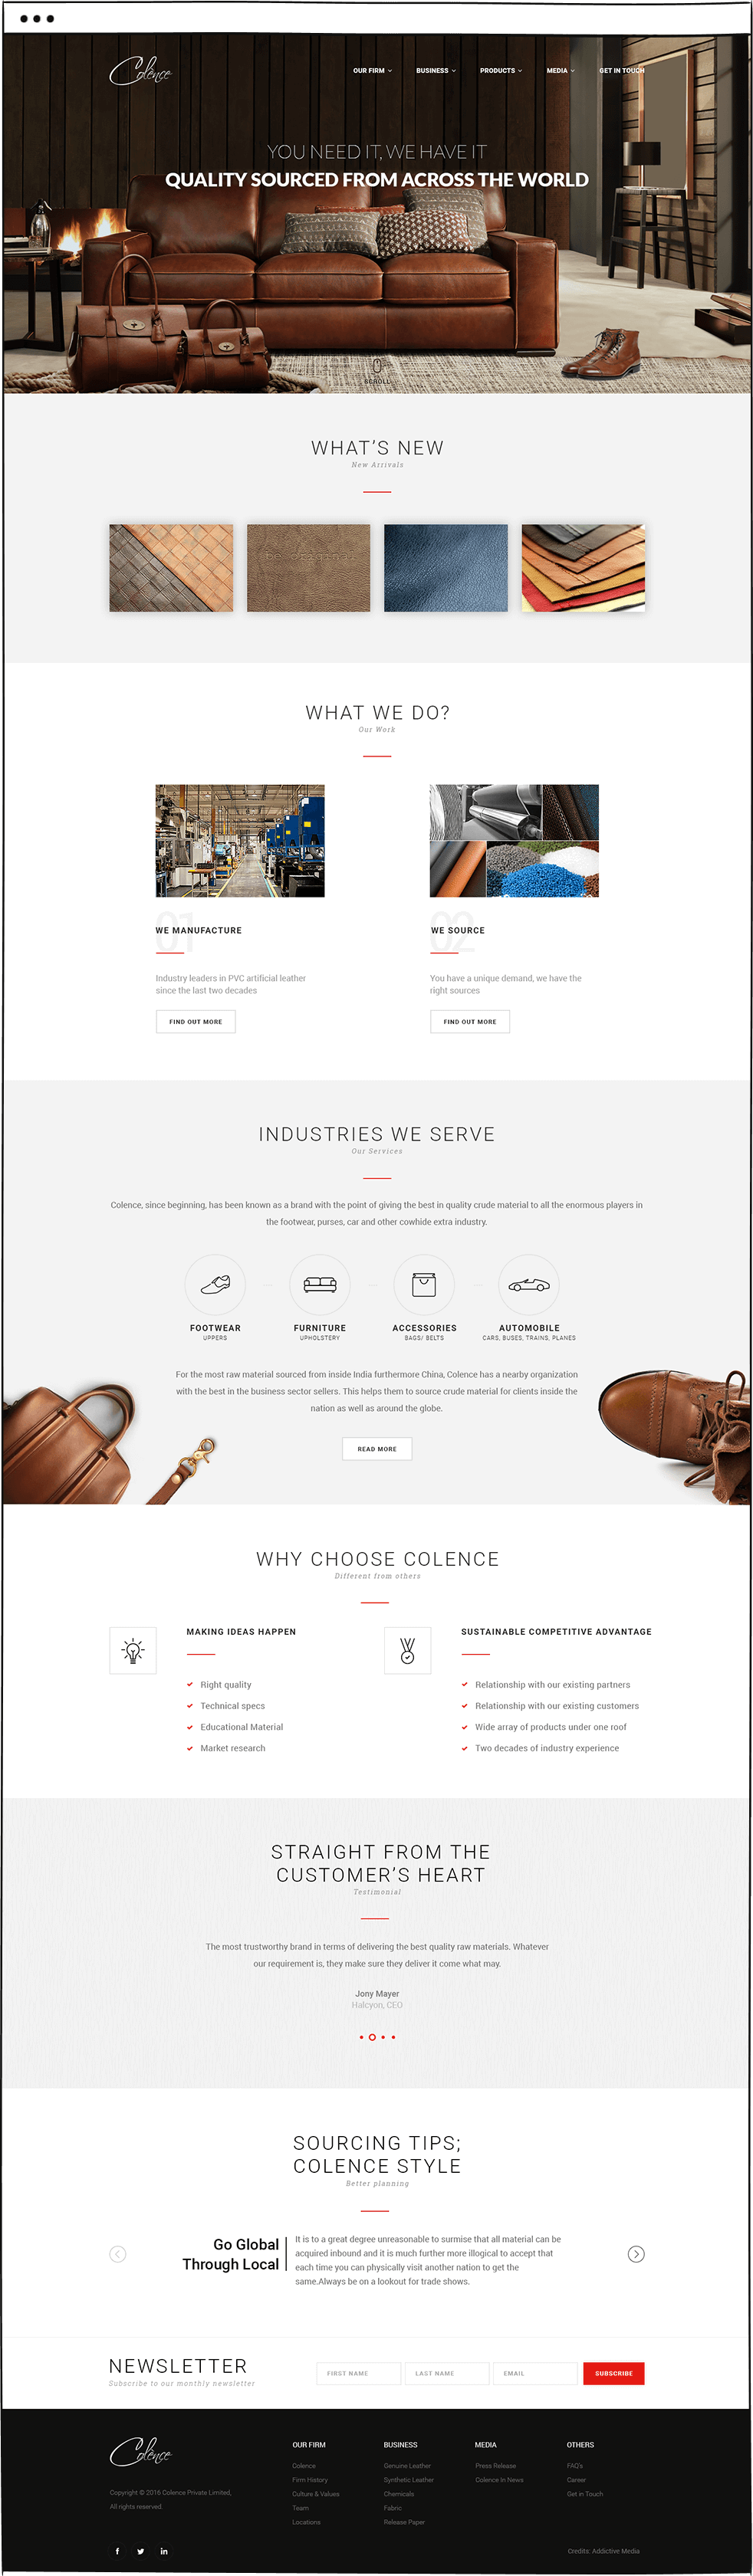 Colence
OUR FIRM
BUSINESS
PRODUCTS
MEDIA
GET IN TOUCH
YOU NEED IT, WE HAVE IT
QUALITY SOURCED FROM ACROSS THE WORLD
SCROLL
WHAT'S NEW
New Arrivals
be original
WHAT WE DO?
Our Work
01
WE MANUFACTURE
Industry leaders in PVC artificial leather
since the last two decades
FIND OUT MORE
02
WE SOURCE
You have a unique demand, we have the
right sources
FIND OUT MORE
INDUSTRIES WE SERVE
Our Services
Colence, since beginning, has been known as a brand with the point of giving the best in quality crude material to all the enormous players in
the footwear, purses, car and other cowhide extra industry.
FOOTWEAR
UPPERS
FURNITURE
UPHOLSTERY
ACCESSORIES
BAGS/ BELTS
AUTOMOBILE
CARS, BUSES, TRAINS, PLANES
For the most raw material sourced from inside India furthermore China, Colence has a nearby organization
with the best in the business sector sellers. This helps them to source crude material for clients inside the
nation as well as around the globe.
READ MORE
WHY CHOOSE COLENCE
Different from others
MAKING IDEAS HAPPEN
Right quality
Technical specs
Educational Material
Market research
SUSTAINABLE COMPETITIVE ADVANTAGE
Relationship with our existing partners
Relationship with our existing customers
Wide array of products under one roof
Two decades of industry experience
STRAIGHT FROM THE
CUSTOMER'S HEART
Testimonial
The most trustworthy brand in terms of delivering the best quality raw materials. Whatever
our requirement is, they make sure they deliver it come what may.
Jony Mayer
Halcyon, CEO
SOURCING TIPS;
COLENCE STYLE
Better planning
Go Global
Through Local
It is to a great degree unreasonable to surmise that all material can be
acquired inbound and it is much further more illogical to accept that
each time you can physically visit another nation to get the
same.Always be on a lookout for trade shows.
NEWSLETTER
Subscribe to our monthly newsletter
FIRST NAME
LAST NAME
EMAIL
SUBSCRIBE
Colence
Copyright © 2016 Colence Private Limited,
All rights reserved.
OUR FIRM
Colence
Firm History
Culture & Values
Team
Locations
BUSINESS
Genuine Leather
Synthetic Leather
Chemicals
Fabric
Release Paper
MEDIA
Press Release
Colence In News
OTHERS
FAQ's
Career
Get in Touch
Credits: Addictive Media